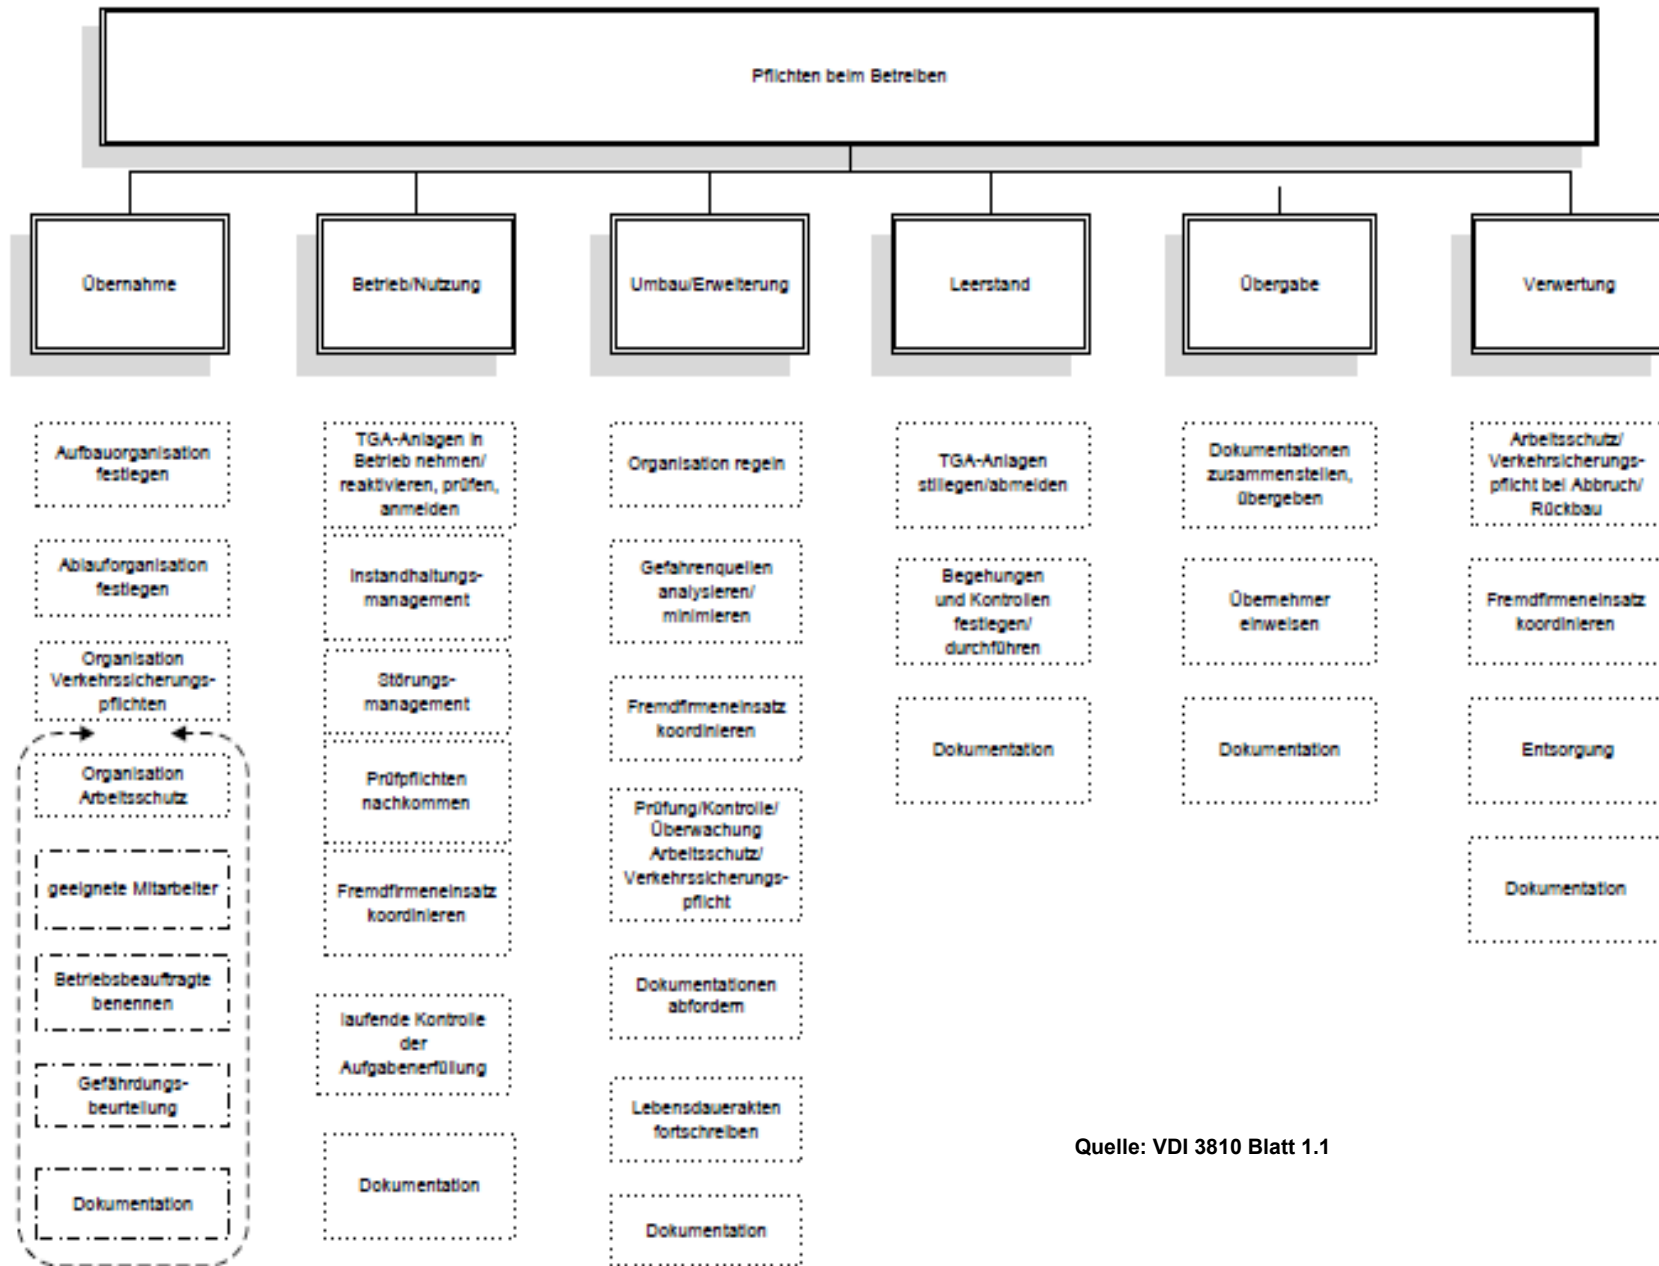 Pflichten beim Betreiben
Übernahme
Betrieb/Nutzung
Umbau/Erweiterung
Leerstand
Übergabe
Verwertung
Aufbauorganisation
festlegen
Ablauforganisation
festlegen
Organisation
Verkehrssicherungs-
pflichten
Organisation
Arbeitsschutz
geeignete Mitarbeiter
Betriebsbeauftragte
benennen
Gefährdungs-
beurteilung
Dokumentation
TGA-Anlagen in
Betrieb nehmen/
reaktivieren, prüfen,
anmelden
Instandhaltungs-
management
Störungs-
management
Prüfpflichten
nachkommen
Fremdfirmeneinsatz
koordinieren
laufende Kontrolle
der
Aufgabenerfüllung
Dokumentation
Organisation regeln
Gefahrenquellen
analysieren/
minimieren
Fremdfirmeneinsatz
koordinieren
Prüfung/Kontrolle/
Überwachung
Arbeitsschutz/
Verkehrssicherungs-
pflicht
Dokumentationen
abfordern
Lebensdauerakten
fortschreiben
Dokumentation
TGA-Anlagen
stillegen/abmelden
Begehungen
und Kontrollen
festlegen/
durchführen
Dokumentation
Dokumentationen
zusammenstellen,
übergeben
Übernehmer
einweisen
Dokumentation
Arbeitsschutz/
Verkehrsicherungs-
pflicht bei Abbruch/
Rückbau
Fremdfirmeneinsatz
koordinieren
Entsorgung
Dokumentation
Quelle: VDI 3810 Blatt 1.1